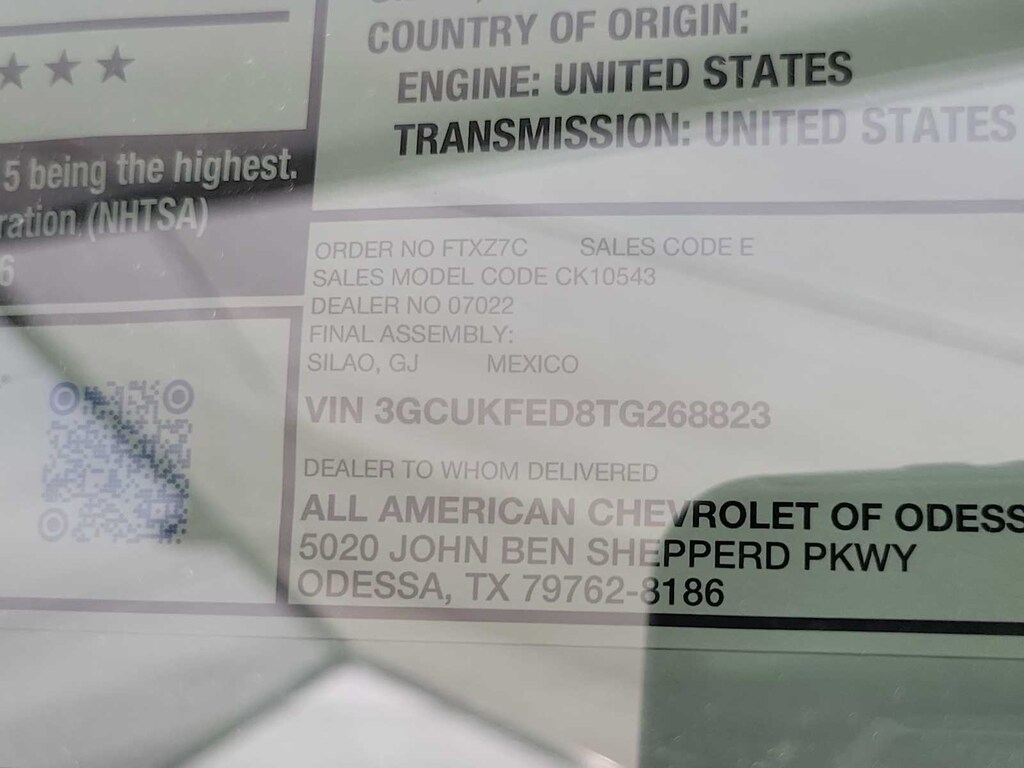 COUNTRY OF ORIGIN:
ENGINE: UNITED STATES
TRANSMISSION: UNITED STATES
5 being the highest.
ration (NHTSA)
6
ORDER NO FTXZ7C SALES CODE E
SALES MODEL CODE CK10543
DEALER NO 07022
FINAL ASSEMBLY:
SILAO, GJ MEXICO
VIN 3GCUKFED8TG268823
DEALER TO WHOM DELIVERED
ALL AMERICAN CHEVROLET OF ODESS
5020 JOHN BEN SHEPPERD PKWY
ODESSA, TX 79762-8186